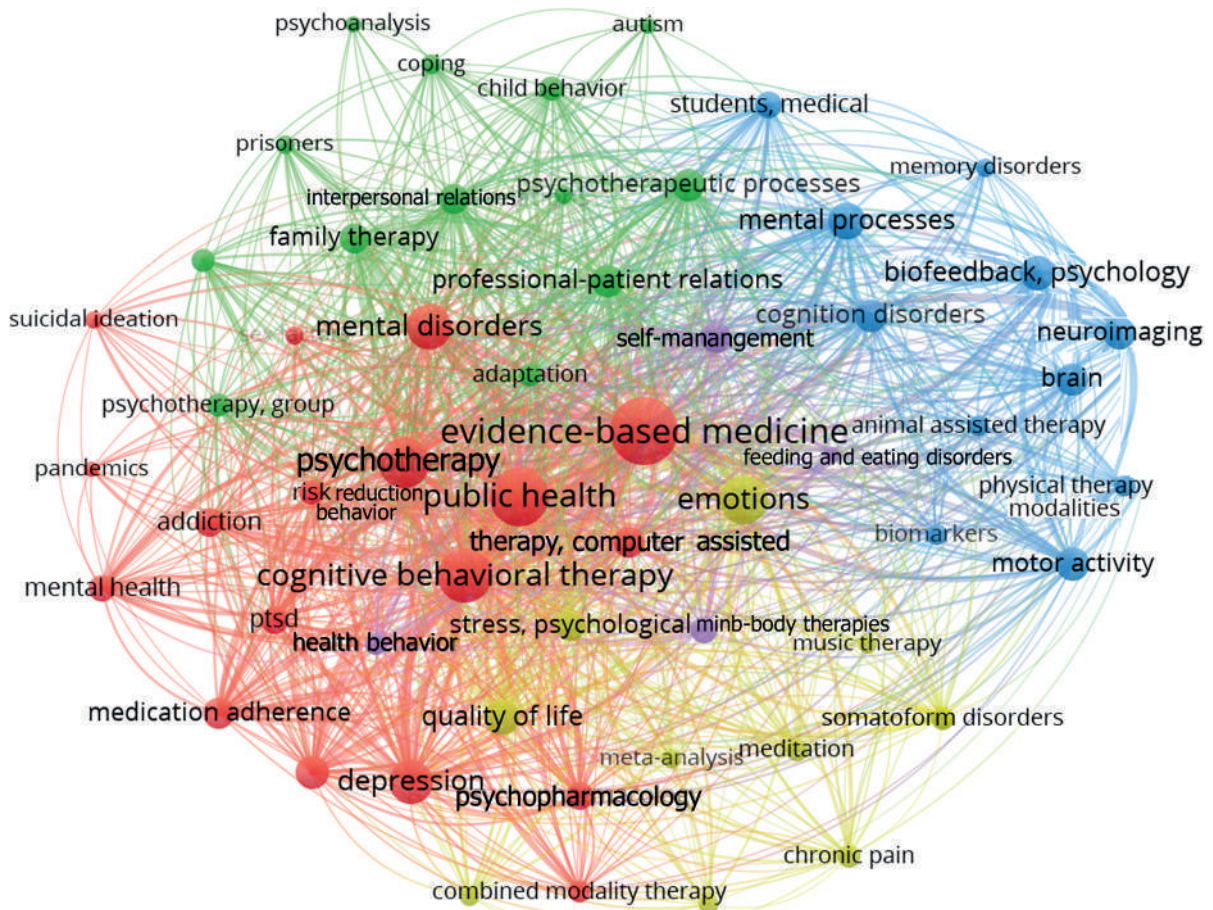 psychoanalysis
autism
coping
child behavior
students, medical
prisoners
memory disorders
interpersonal relations
psychotherapeutic processes
mental processes
family therapy
professional-patient relations
biofeedback, psychology
suicidal ideation
mental disorders
cognition disorders
self-manangement
neuroimaging
adaptation
brain
psychotherapy, group
evidence-based medicine
animal assisted therapy
pandemics
psychotherapy
feeding and eating disorders
risk reduction
behavior
public health
emotions
physical therapy
modalities
addiction
therapy, computer assisted
biomarkers
motor activity
mental health
cognitive behavioral therapy
ptsd
stress, psychological
minb-body therapies
health behavior
music therapy
medication adherence
quality of life
somatoform disorders
meta-analysis
meditation
depression
psychopharmacology
chronic pain
combined modality therapy